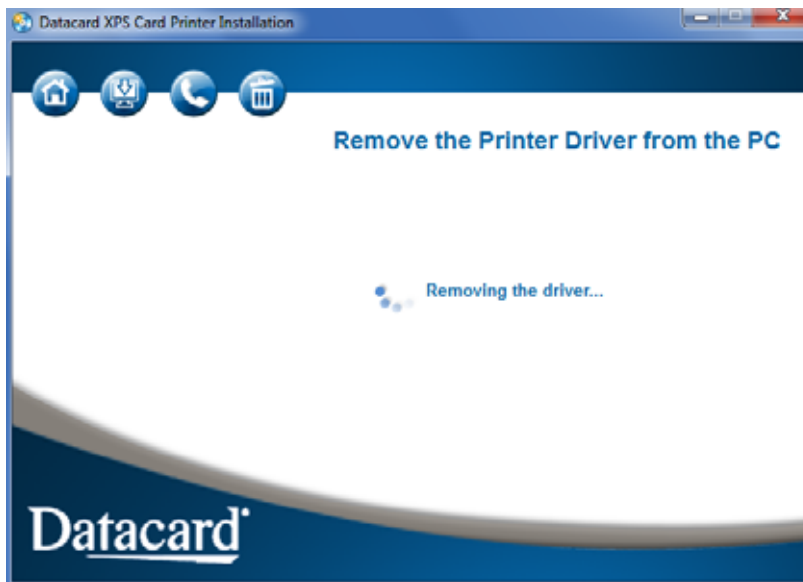 Datacard XPS Card Printer Installation
Remove the Printer Driver from the PC
Removing the driver...
Datacard